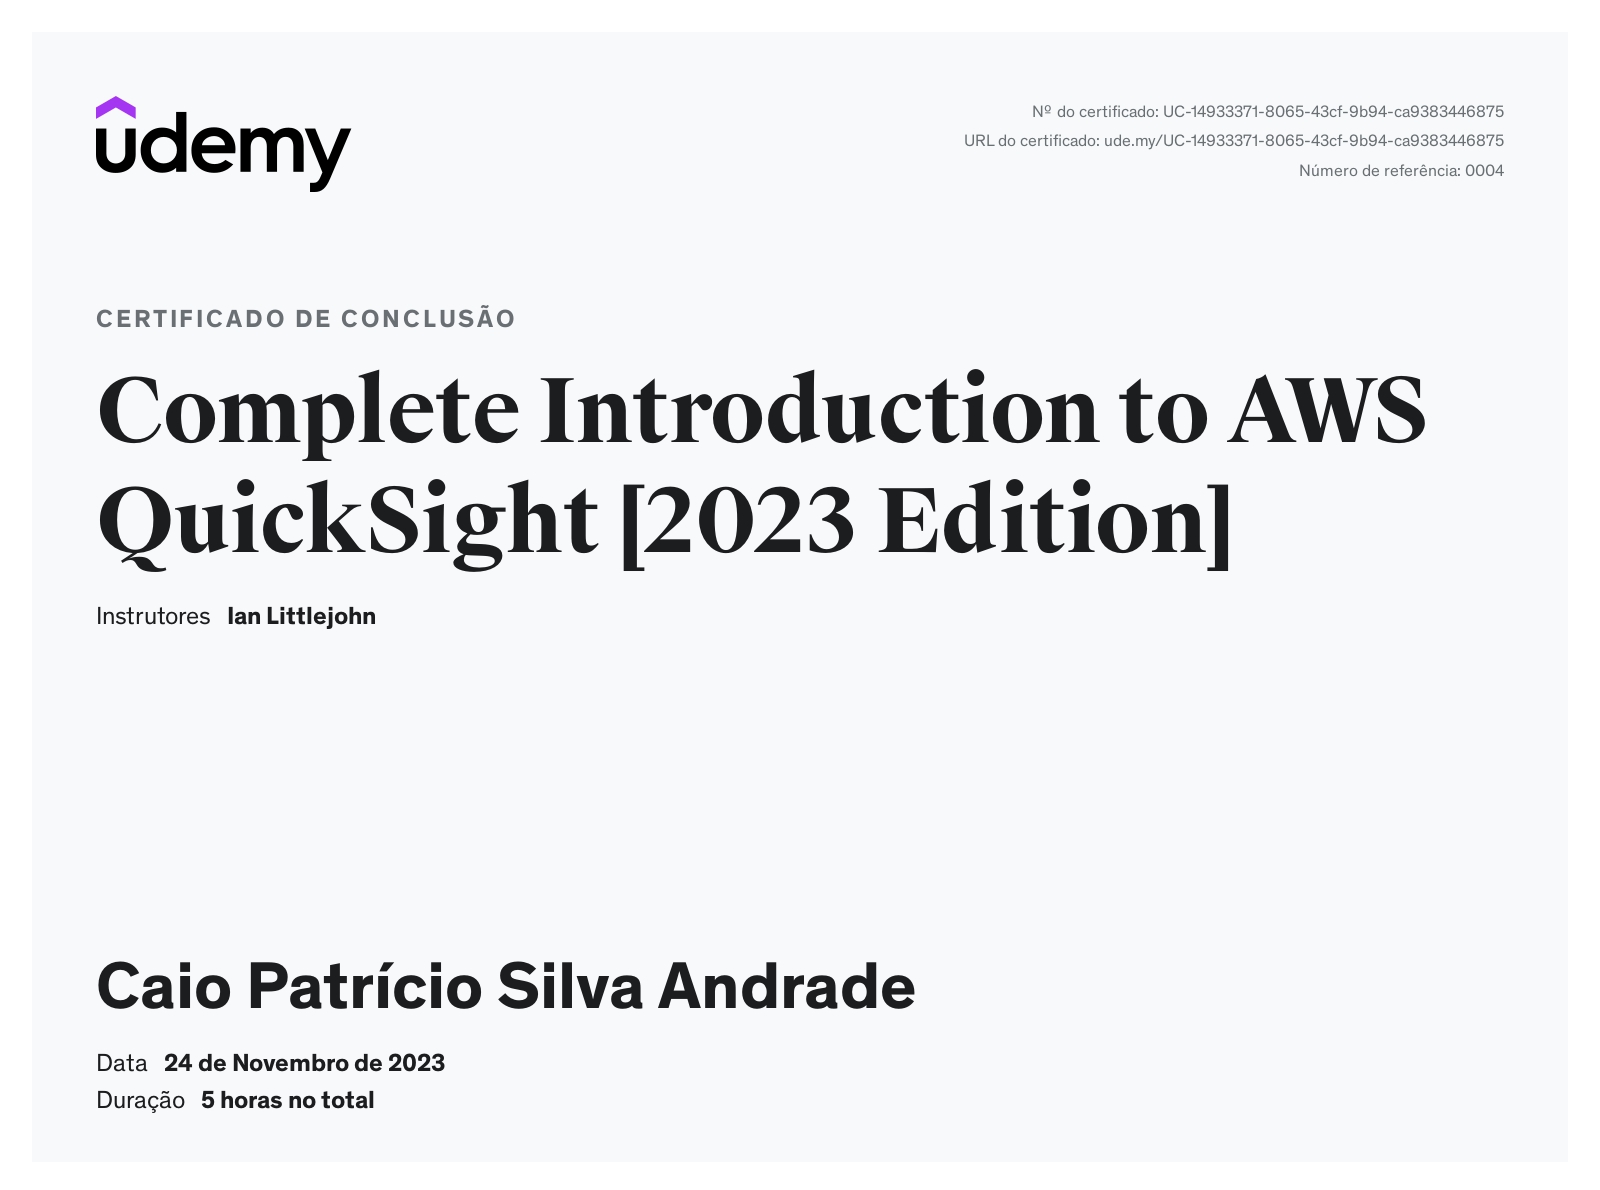 udemy
Nº do certificado: UC-14933371-8065-43cf-9b94-ca9383446875
URL do certificado: ude.my/UC-14933371-8065-43cf-9b94-ca9383446875
Número de referência: 0004
CERTIFICADO DE CONCLUSÃO
Complete Introduction to AWS
QuickSight [2023 Edition]
Instrutores Ian Littlejohn
Caio Patrício Silva Andrade
Data 24 de Novembro de 2023
Duração 5 horas no total